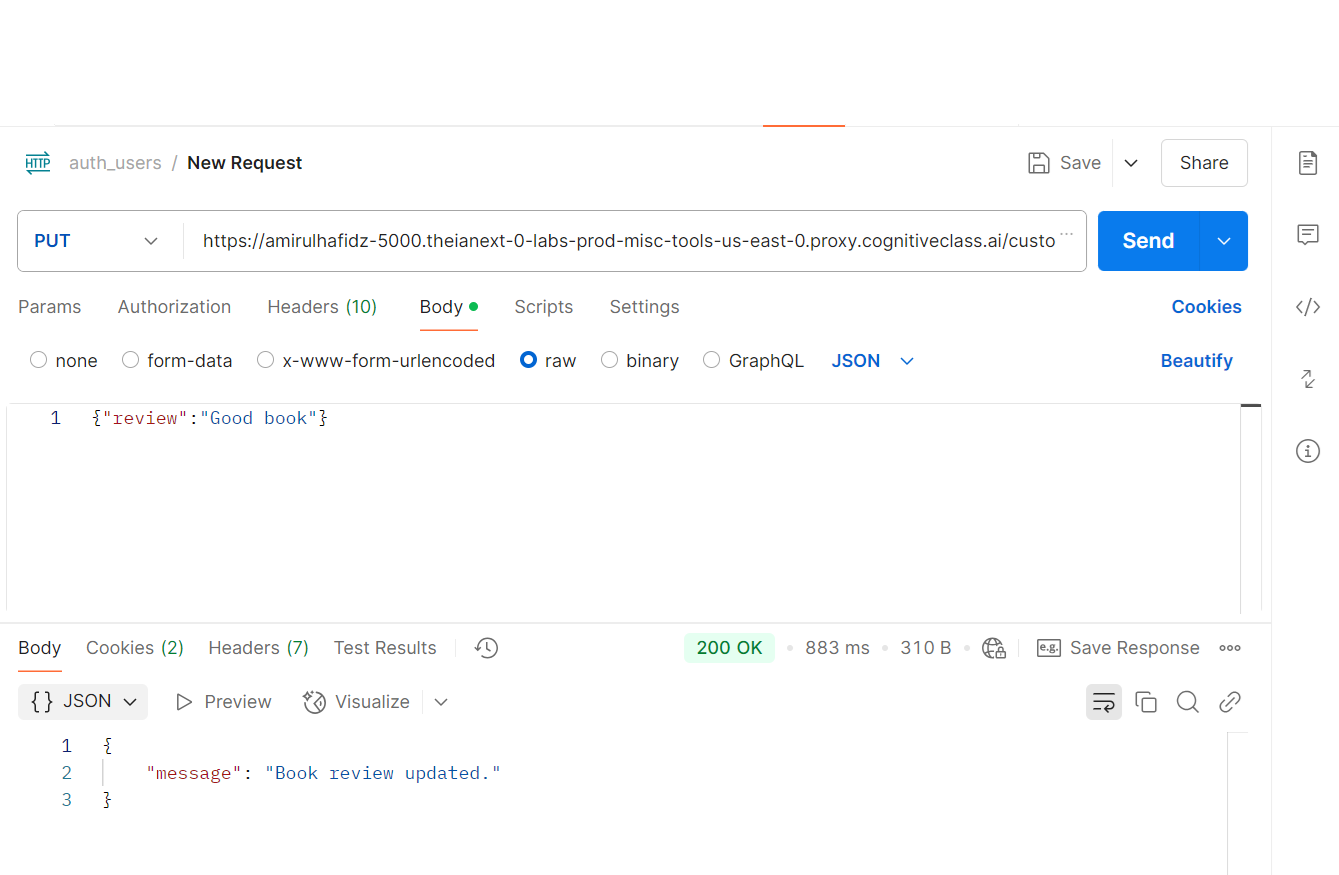 HTTP auth_users / New Request Save Share
PUT https://amirulhafidz-5000.theianext-0-labs-prod-misc-tools-us-east-0.proxy.cognitiveclass.ai/custo ... Send
Params Authorization Headers (10) Body Scripts Settings Cookies
none form-data x-www-form-urlencoded raw binary GraphQL JSON Beautify
1 {"review":"Good book"}
Body Cookies (2) Headers (7) Test Results 200 OK • 883 ms • 310 B • e.g. Save Response
{} JSON Preview Visualize
1 {
2 "message": "Book review updated."
3 }